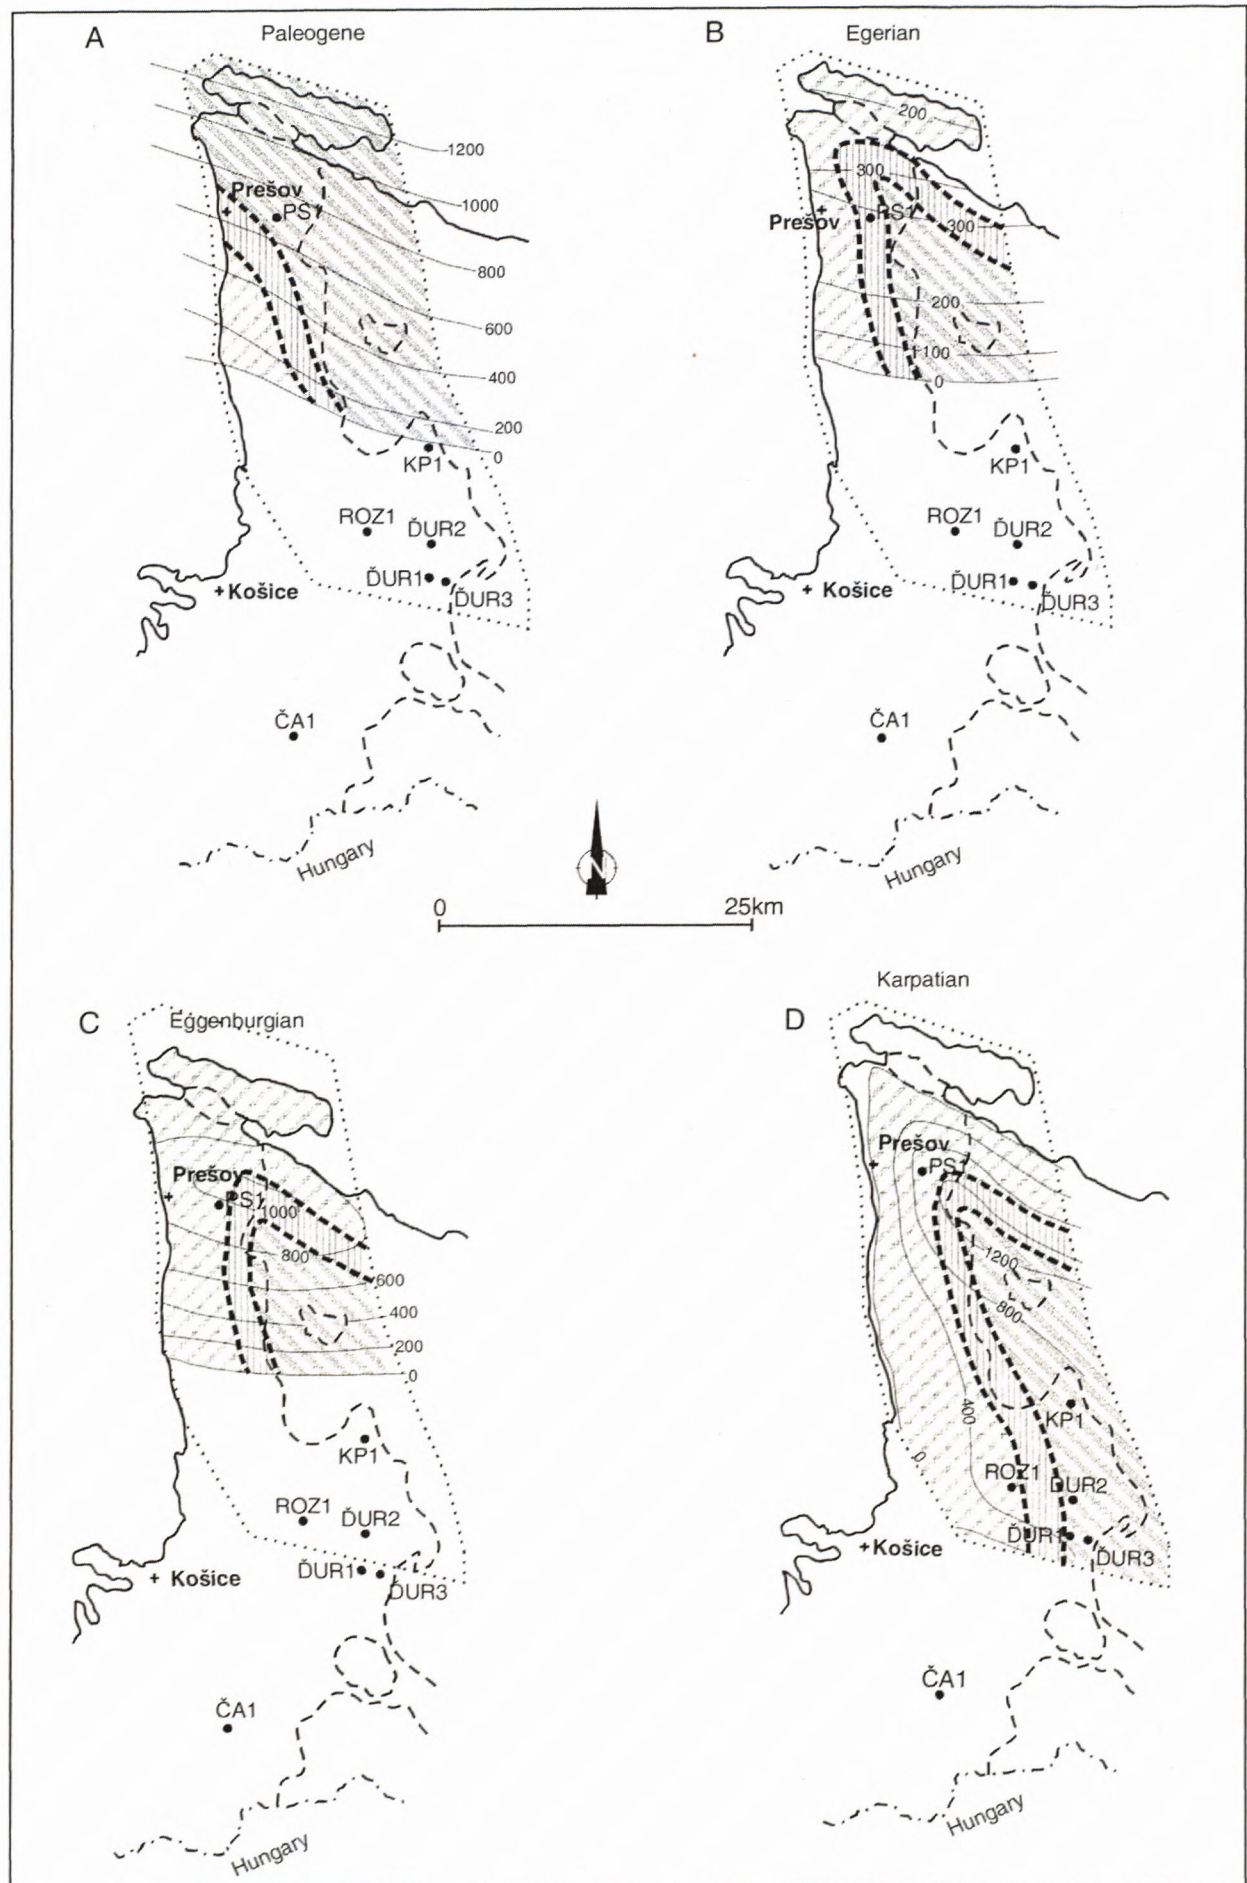 A
Paleogene
1200
Prešov
PS1
1000
800
600
400
200
0
KP1
ROZ1
ĎUR2
ĎUR1
ĎUR3
Košice
ČA1
Hungary
B
Egerian
200
300
Prešov
PS1
300
200
100
0
KP1
ROZ1
ĎUR2
ĎUR1
ĎUR3
Košice
ČA1
Hungary
N
0
25km
C
Eggenburgian
Prešov
PS1
1000
800
600
400
200
0
KP1
ROZ1
ĎUR2
ĎUR1
ĎUR3
Košice
ČA1
Hungary
D
Karpatian
Prešov
PS1
1200
800
400
0
KP1
ROZ1
ĎUR2
ĎUR1
ĎUR3
Košice
ČA1
Hungary